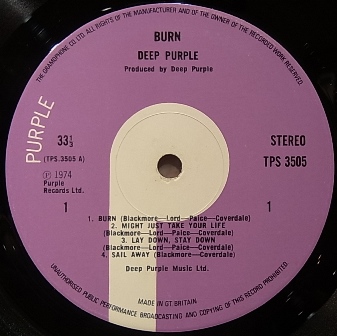 THE GRAMOPHONE CO LTD. ALL RIGHTS OF THE MANUFACTURER AND OF THE OWNER OF THE RECORDED WORK RESERVED.
BURN
DEEP PURPLE
Produced by Deep Purple
PURPLE
33⅓
STEREO
(TPS. 3505 A)
TPS 3505
Ⓟ 1974
Purple
Records Ltd.
1
1
1. BURN (Blackmore—Lord—Paice—Coverdale)
2. MIGHT JUST TAKE YOUR LIFE
(Blackmore—Lord—Paice—Coverdale)
3. LAY DOWN, STAY DOWN
(Blackmore—Lord—Paice—Coverdale)
4. SAIL AWAY (Blackmore—Coverdale)
Deep Purple Music Ltd.
MADE IN GT. BRITAIN
UNAUTHORISED PUBLIC PERFORMANCE BROADCASTING AND COPYING OF THIS RECORD PROHIBITED.